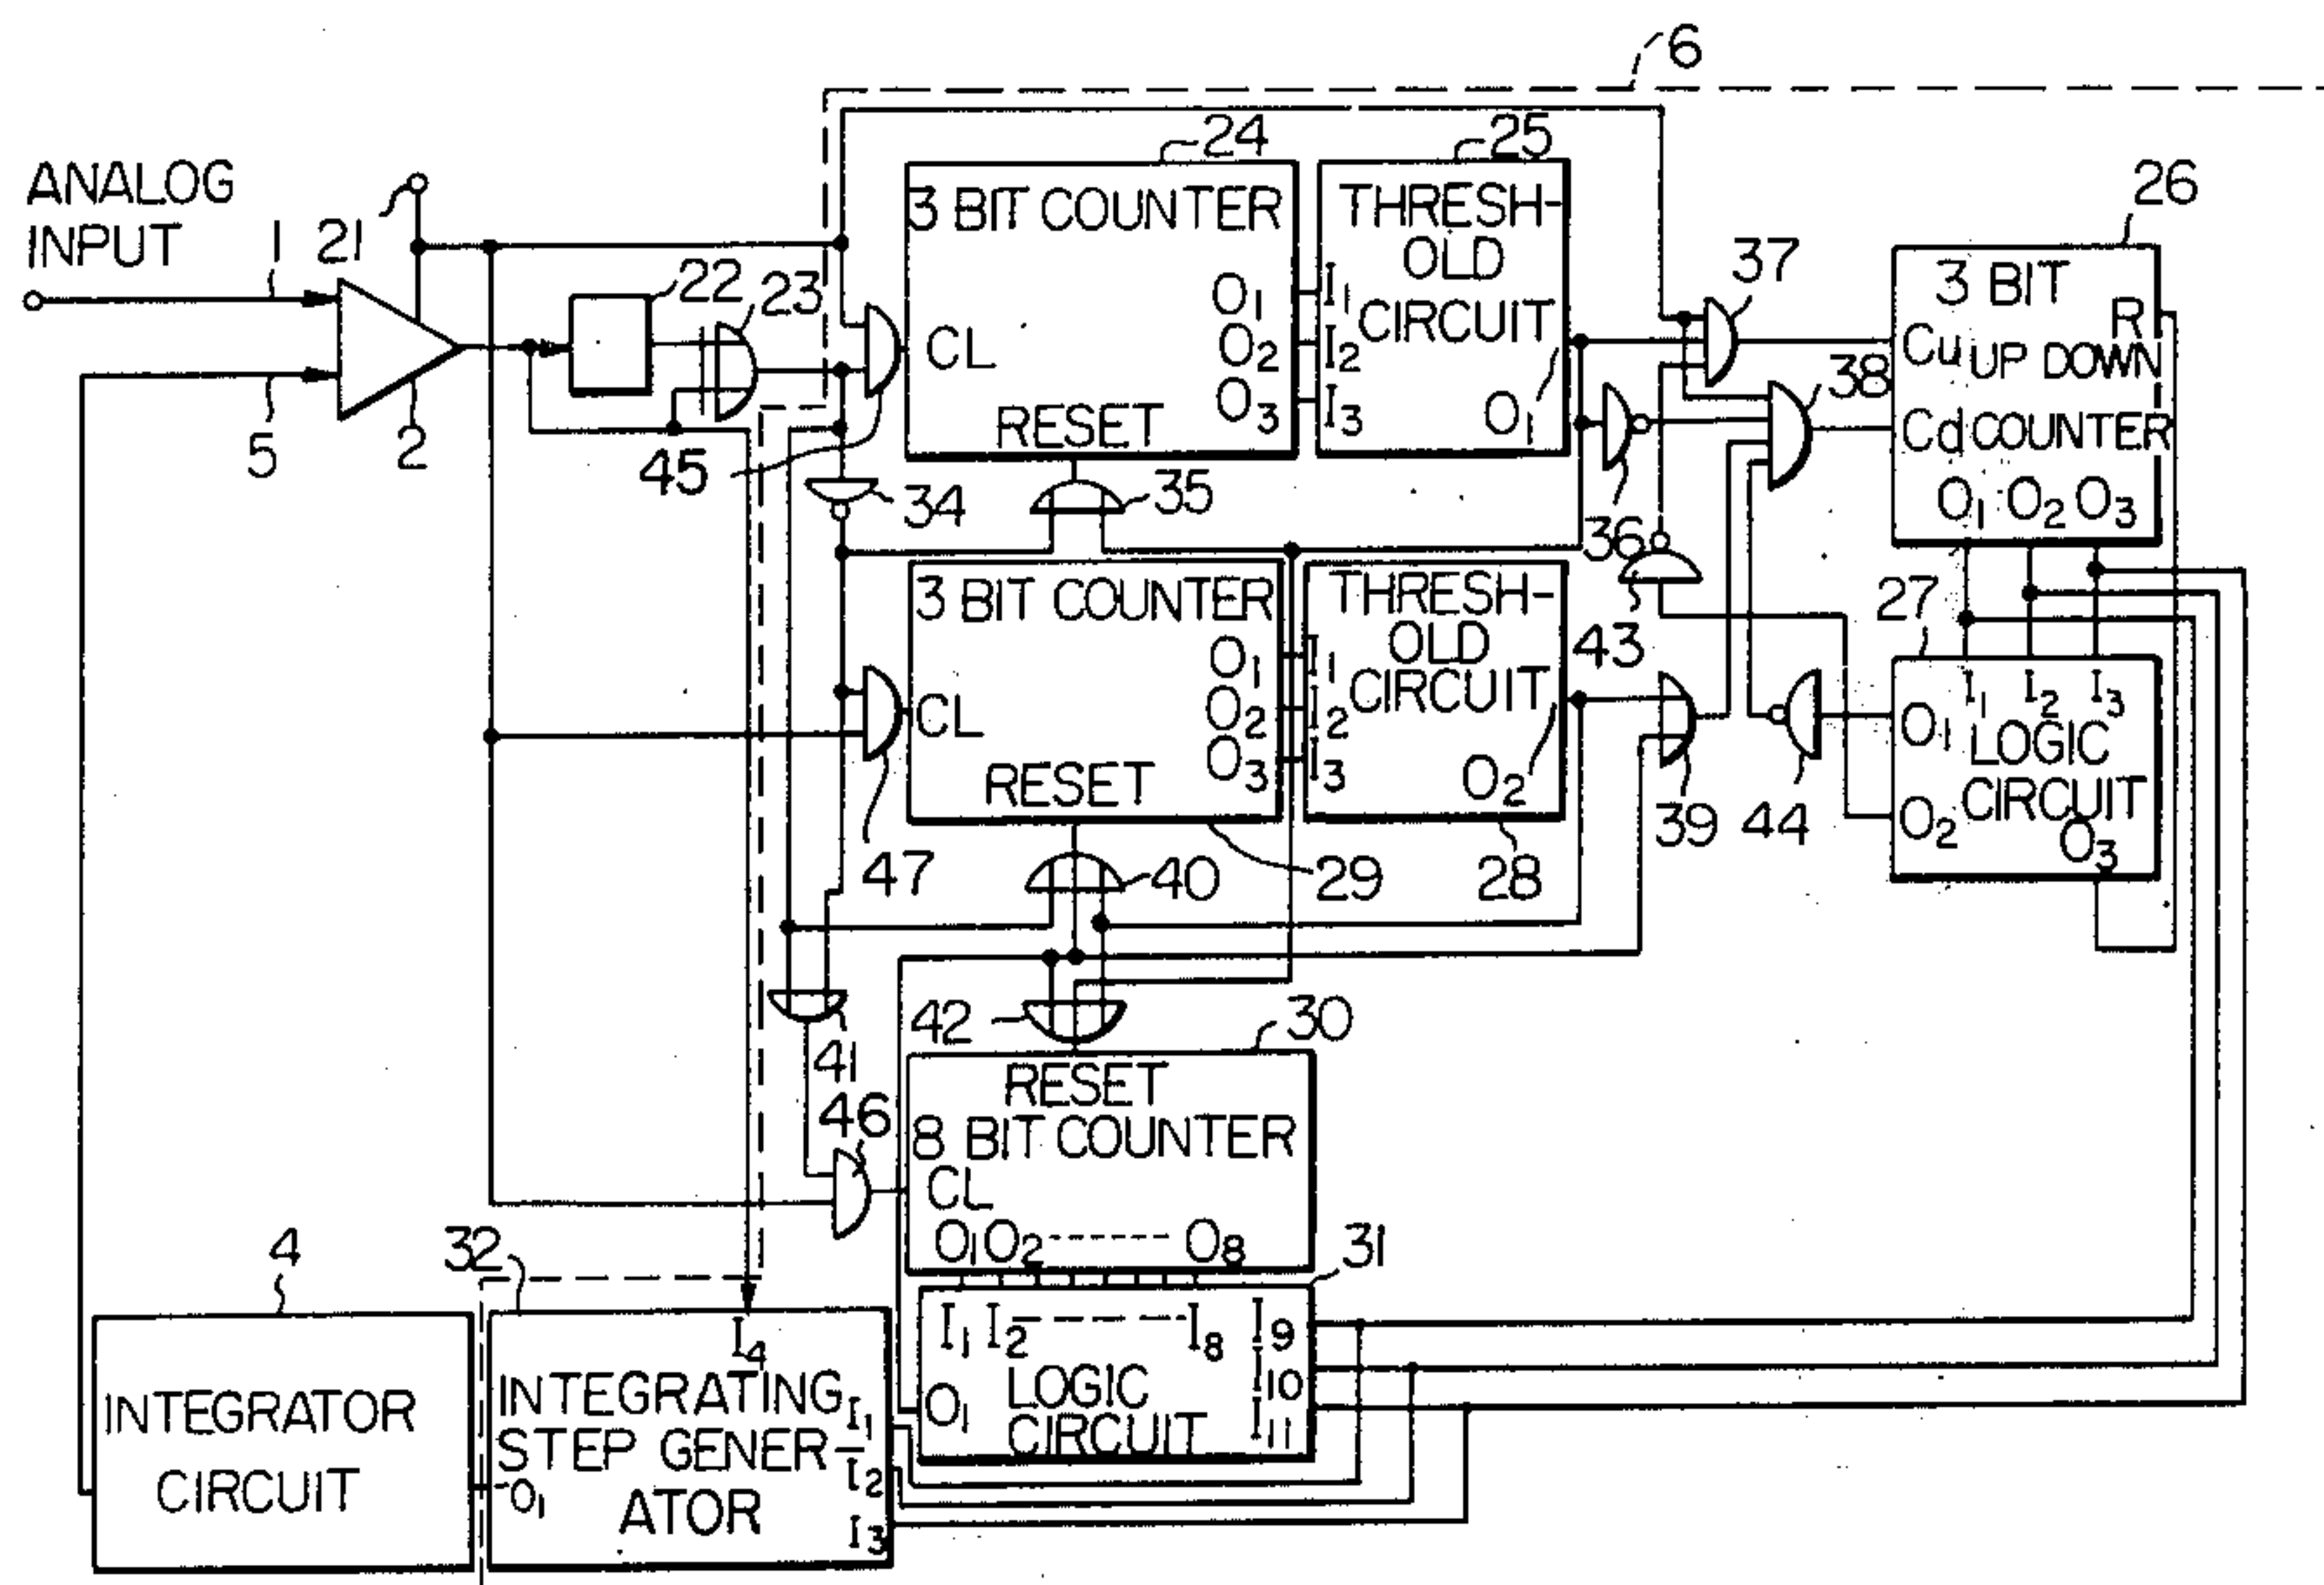 6
ANALOG
INPUT
1
21
5
2
22
23
45
34
24
3 BIT COUNTER
CL
O1
O2
O3
RESET
35
25
THRESH-
OLD
CIRCUIT
I1
I2
I3
O1
36
37
38
26
3 BIT
R
Cu UP DOWN
Cd COUNTER
O1 O2 O3
3 BIT COUNTER
CL
O1
O2
O3
RESET
47
40
29
THRESH-
OLD
CIRCUIT
I1
I2
I3
O2
28
43
39
44
27
I1 I2 I3
O1 LOGIC
CIRCUIT
O2
O3
41
42
46
30
RESET
8 BIT COUNTER
CL
O1 O2 -------- O8
31
I1 I2 ------ I8 I9
I10
I11
O1 LOGIC
CIRCUIT
4
INTEGRATOR
CIRCUIT
32
I4
INTEGRATING
STEP GENER-
ATOR
O1
I1
I2
I3